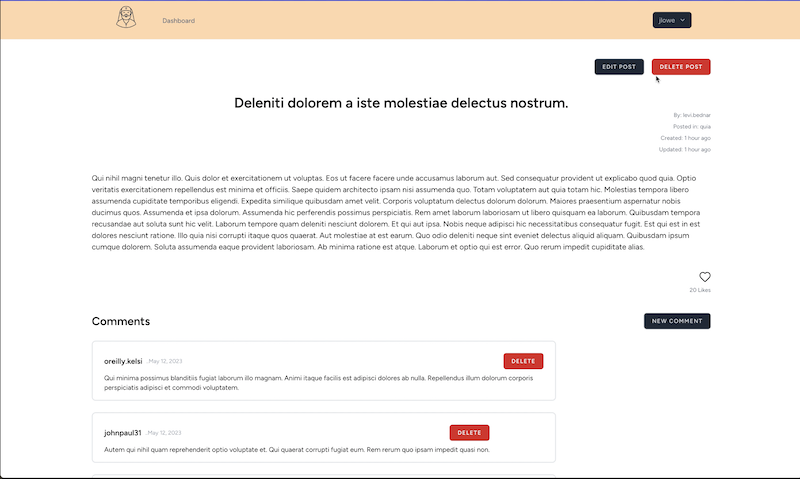 Dashboard
jlowe
EDIT POST
DELETE POST
Deleniti dolorem a iste molestiae delectus nostrum.
By: levi.bednar
Posted in: quia
Created: 1 hour ago
Updated: 1 hour ago
Qui nihil magni tenetur illo. Quis dolor et exercitationem ut voluptas. Eos ut facere facere unde accusamus laborum aut. Sed consequatur provident ut explicabo quod quia. Optio
veritatis exercitationem repellendus est minima et officiis. Saepe quidem architecto ipsam nisi assumenda quo. Totam voluptatem aut quia totam hic. Molestias tempora libero
assumenda cupiditate temporibus eligendi. Expedita similique quibusdam amet velit. Corporis voluptatum delectus dolorum dolorum. Maiores praesentium aspernatur nobis
ducimus quos. Assumenda et ipsa dolorum. Assumenda hic perferendis possimus perspiciatis. Rem amet laborum laboriosam ut libero quisquam ea laborum. Quibusdam tempora
recusandae aut soluta sunt hic velit. Laborum tempore quam deleniti nesciunt dolorem. Et qui aut ipsa. Nobis neque adipisci hic necessitatibus consequatur fugit. Est qui est in est
dolores nesciunt ratione. Illo quia nisi corrupti itaque quos quaerat. Aut molestiae at est earum. Quo odio deleniti neque sint eveniet delectus aliquid aliquam. Quibusdam ipsum
cumque dolorem. Soluta assumenda eaque provident laboriosam. Ab minima ratione est atque. Laborum et optio qui est error. Quo rerum impedit cupiditate alias.
20 Likes
Comments
NEW COMMENT
oreilly.kelsi .May 12, 2023
DELETE
Qui minima possimus blanditiis fugiat laborum illo magnam. Animi itaque facilis est adipisci dolores ab nulla. Repellendus illum dolorum corporis
perspiciatis adipisci et commodi voluptatem.
johnpaul31 .May 12, 2023
DELETE
Autem qui nihil quam reprehenderit optio voluptate et. Qui quaerat corrupti fugiat eum. Rem rerum quo ipsam impedit quasi non.